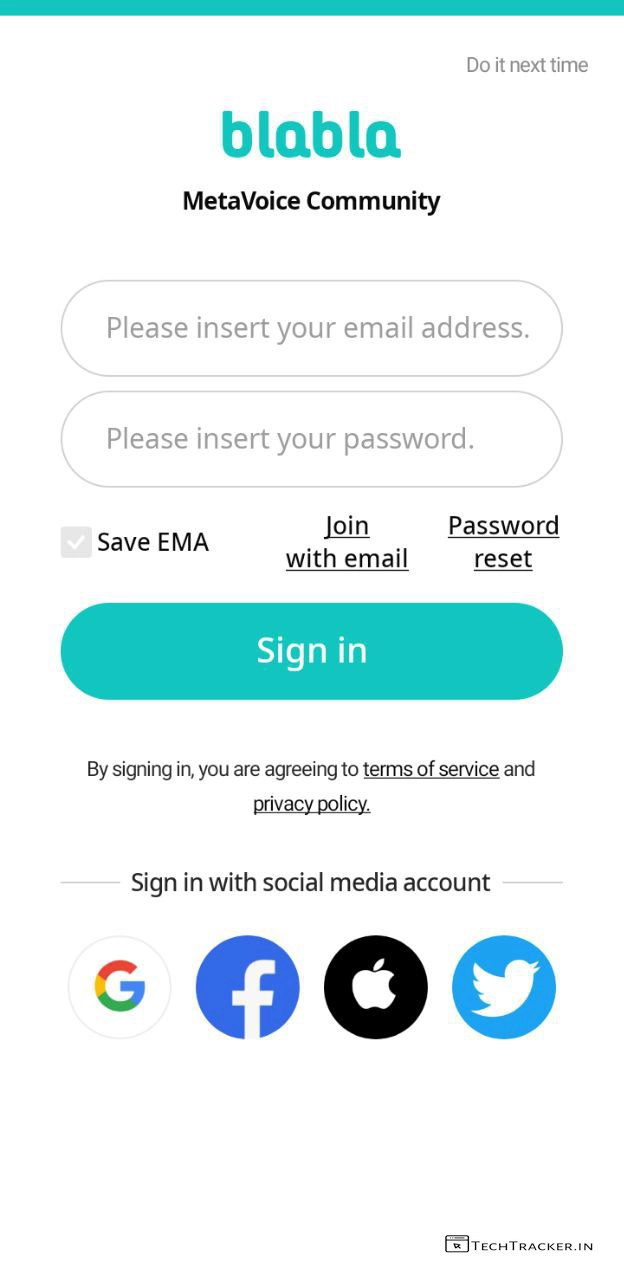 Do it next time
blabla
MetaVoice Community
Please insert your email address.
Please insert your password.
Save EMA
Join
with email
Password
reset
Sign in
By signing in, you are agreeing to terms of service and
privacy policy.
Sign in with social media account
TECHTRACKER.IN